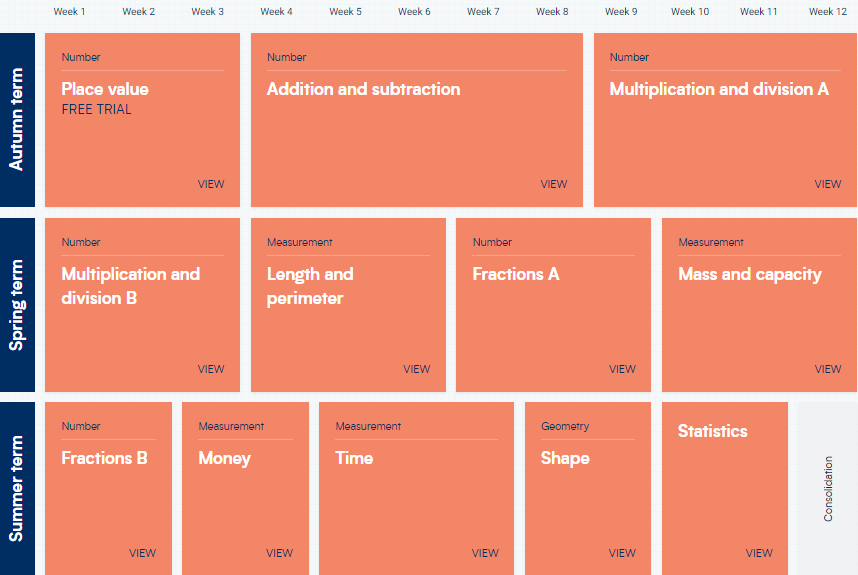 Week 1 Week 2 Week 3 Week 4 Week 5 Week 6 Week 7 Week 8 Week 9 Week 10 Week 11 Week 12
Autumn term
Number
Place value
FREE TRIAL
VIEW
Number
Addition and subtraction
VIEW
Number
Multiplication and division A
VIEW
Spring term
Number
Multiplication and
division B
VIEW
Measurement
Length and
perimeter
VIEW
Number
Fractions A
VIEW
Measurement
Mass and capacity
VIEW
Summer term
Number
Fractions B
VIEW
Measurement
Money
VIEW
Measurement
Time
VIEW
Geometry
Shape
VIEW
Statistics
VIEW
Consolidation